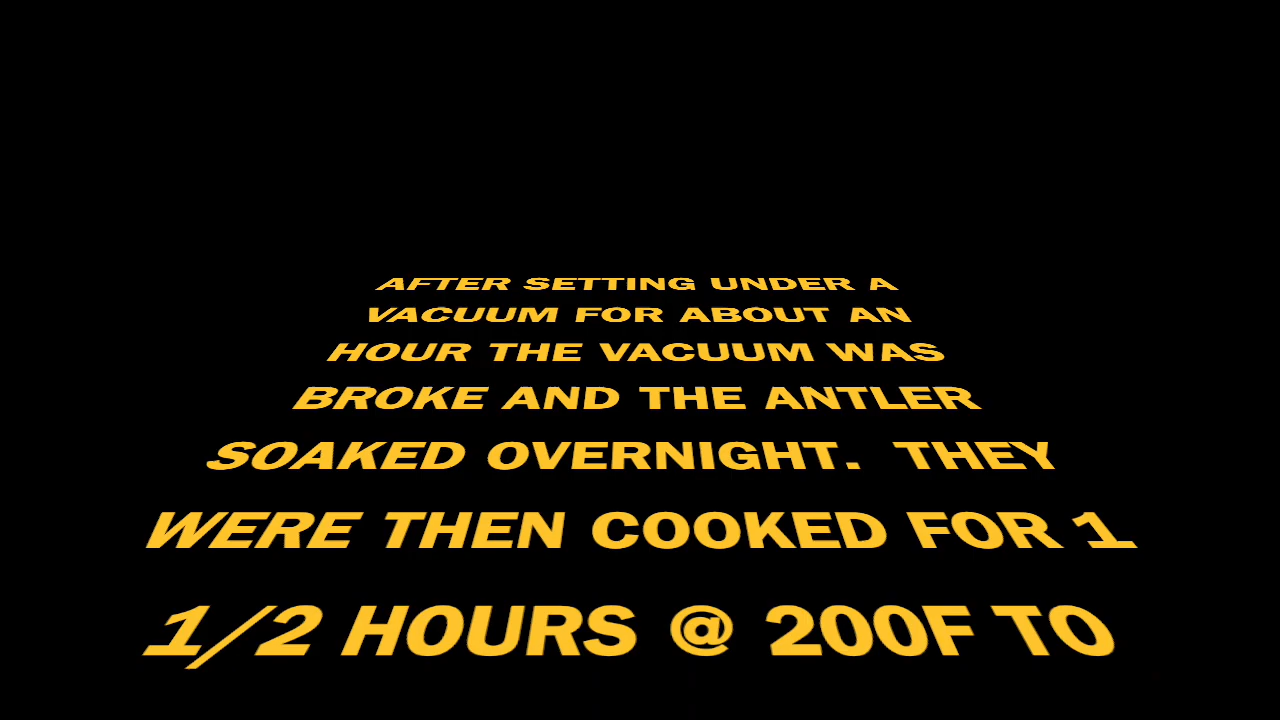 AFTER SETTING UNDER A
VACUUM FOR ABOUT AN
HOUR THE VACUUM WAS
BROKE AND THE ANTLER
SOAKED OVERNIGHT.  THEY
WERE THEN COOKED FOR 1
1/2 HOURS @ 200F TO